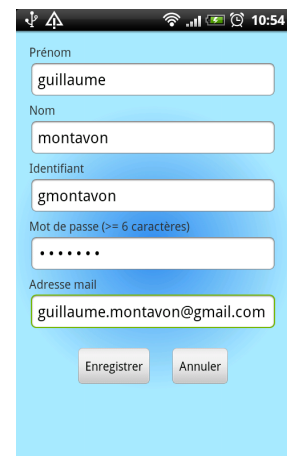 10:54
Prénom
guillaume
Nom
montavon
Identifiant
gmontavon
Mot de passe (>= 6 caractères)
•••••••
Adresse mail
guillaume.montavon@gmail.com
Enregistrer Annuler